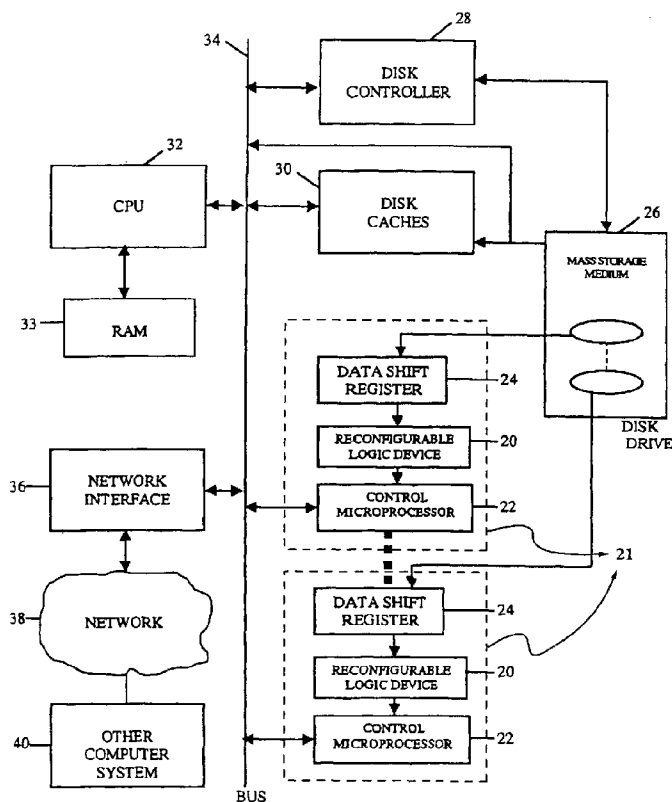 34
28
DISK
CONTROLLER
32
CPU
30
DISK
CACHES
26
MASS STORAGE
MEDIUM
33
RAM
DATA SHIFT
REGISTER
24
DISK
DRIVE
RECONFIGURABLE
LOGIC DEVICE
20
36
NETWORK
INTERFACE
CONTROL
MICROPROCESSOR
22
21
38
NETWORK
DATA SHIFT
REGISTER
24
RECONFIGURABLE
LOGIC DEVICE
20
40
OTHER
COMPUTER
SYSTEM
CONTROL
MICROPROCESSOR
22
BUS